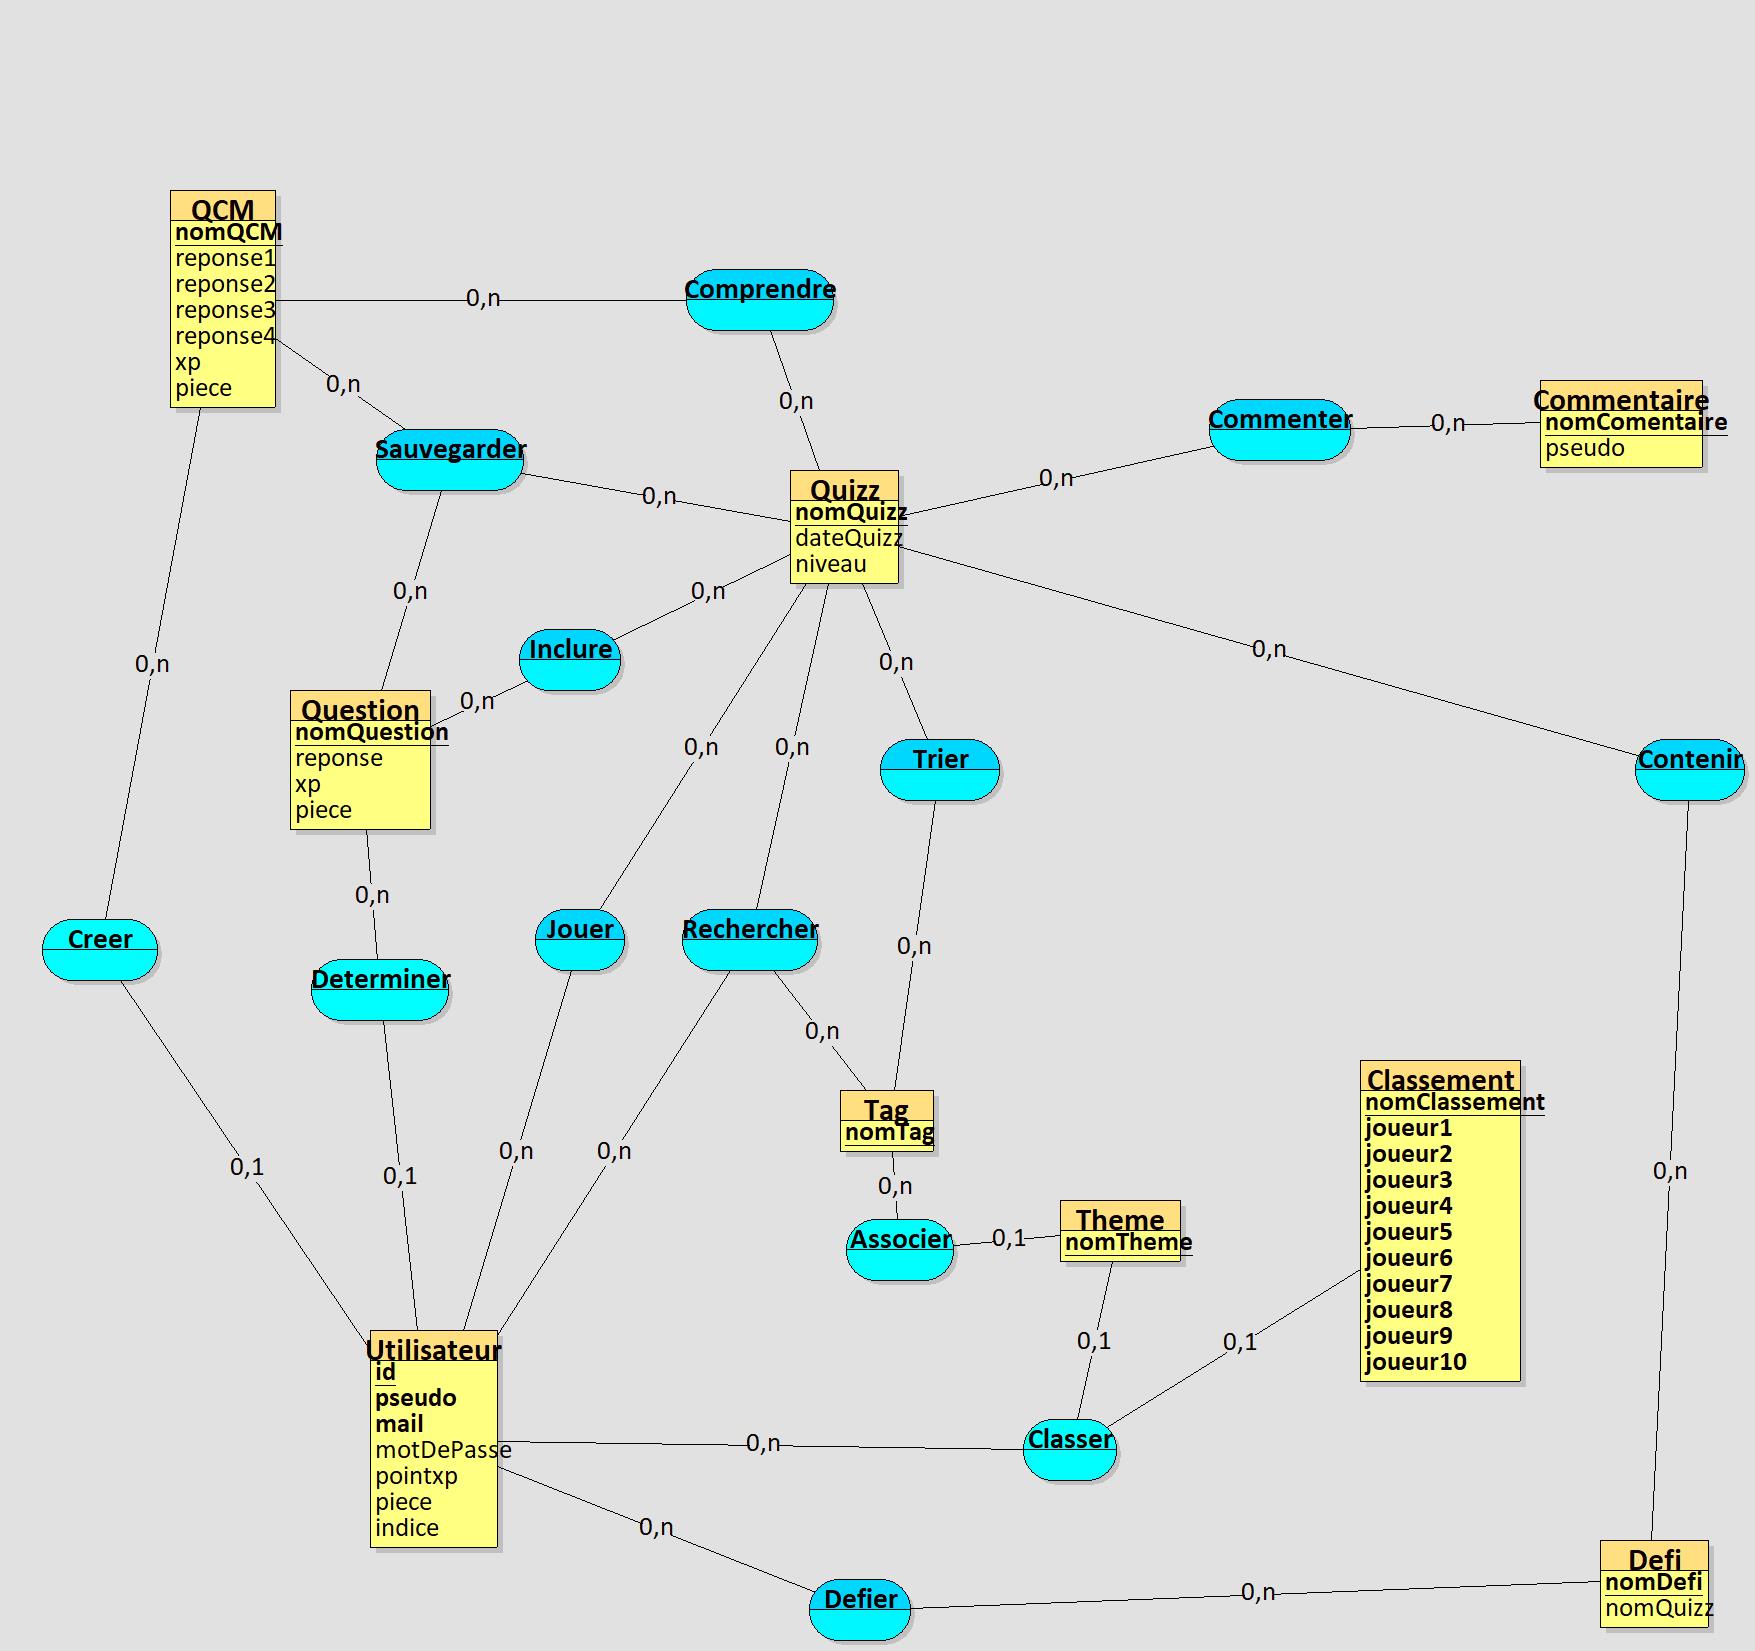 QCM
nomQCM
reponse1
reponse2
reponse3
reponse4
xp
piece
0,n
Comprendre
0,n
0,n
Sauvegarder
0,n
0,n
Quizz
nomQuizz
dateQuizz
niveau
0,n
Commenter
0,n
Commentaire
nomComentaire
pseudo
0,n
Inclure
0,n
Question
nomQuestion
reponse
xp
piece
0,n
0,n
0,n
0,n
Trier
0,n
Contenir
0,n
0,n
Creer
Determiner
Jouer
Rechercher
0,n
0,n
0,1
0,1
0,n
0,n
Tag
nomTag
0,n
Associer
0,1
Theme
nomTheme
Classement
nomClassement
joueur1
joueur2
joueur3
joueur4
joueur5
joueur6
joueur7
joueur8
joueur9
joueur10
0,n
0,1
0,1
Utilisateur
id
pseudo
mail
motDePasse
pointxp
piece
indice
0,n
Classer
0,n
Defier
0,n
Defi
nomDefi
nomQuizz